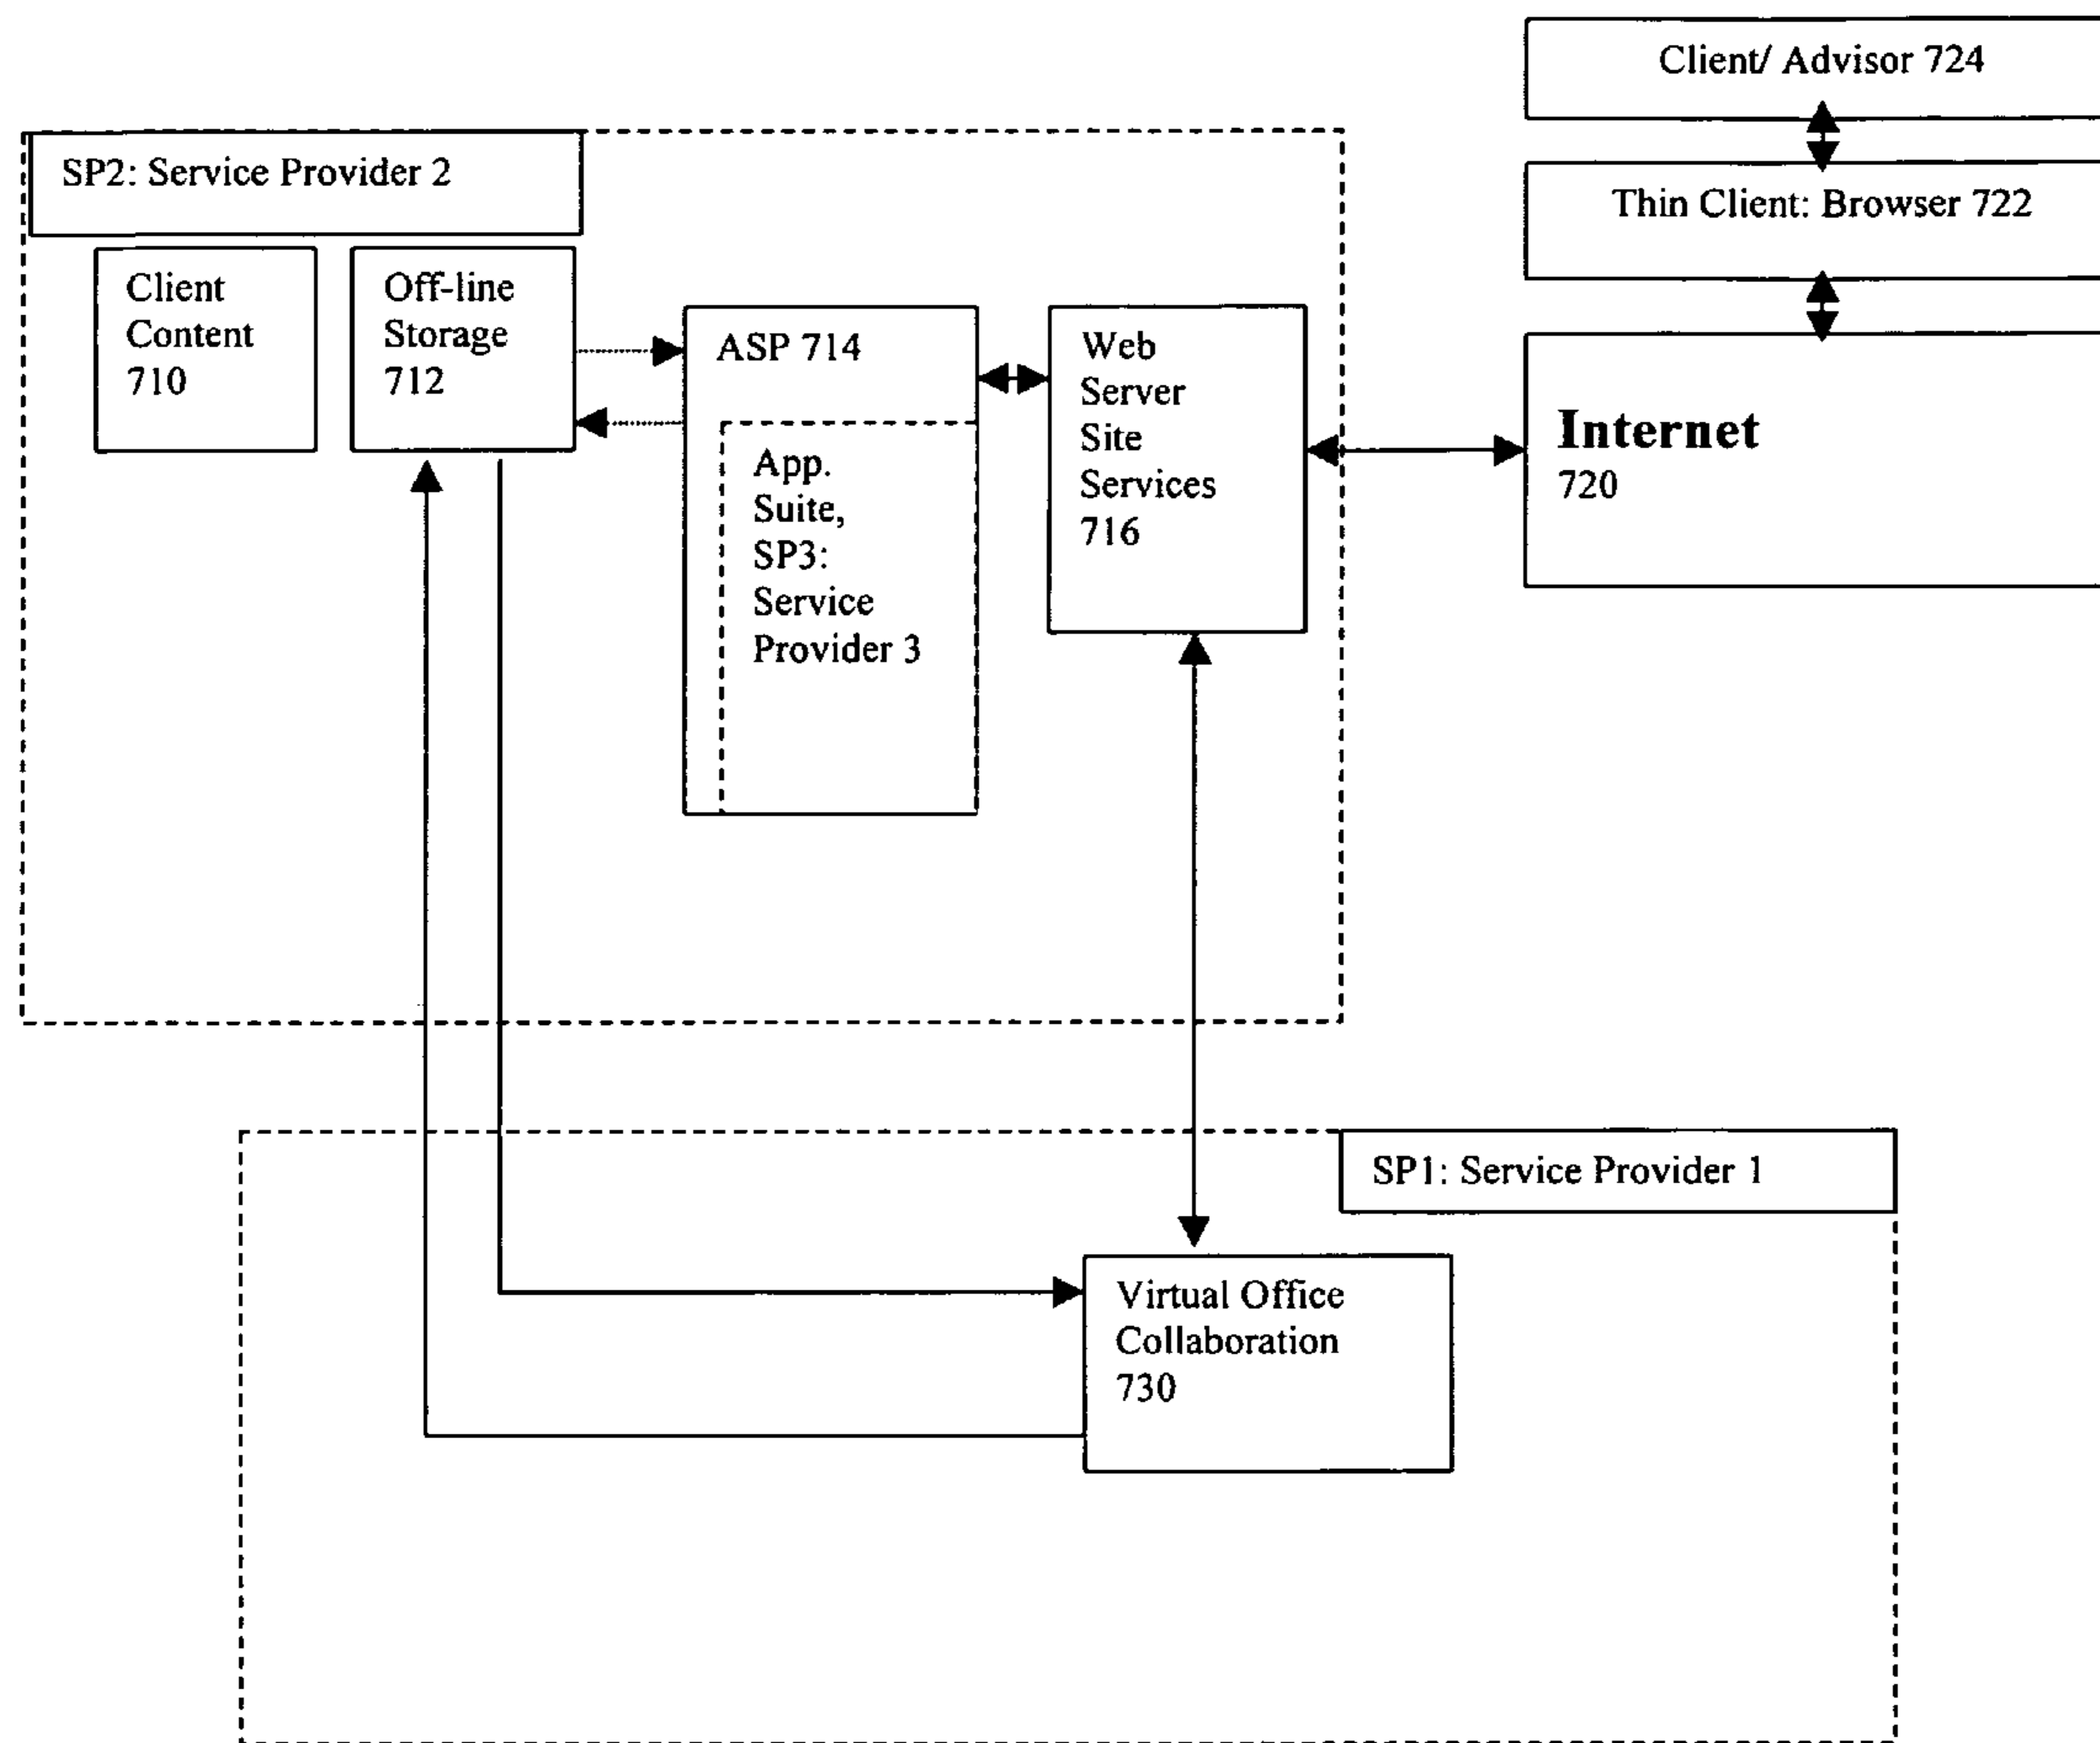 Client/ Advisor 724
Thin Client: Browser 722
Internet
720
SP2: Service Provider 2
Client
Content
710
Off-line
Storage
712
ASP 714
App.
Suite,
SP3:
Service
Provider 3
Web
Server
Site
Services
716
SP1: Service Provider 1
Virtual Office
Collaboration
730